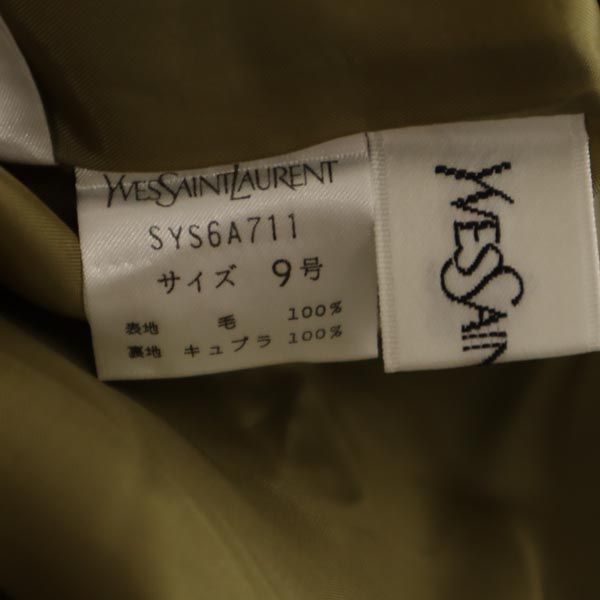 YVESSAINTLAURENT
SYS6A711
サイズ 9号
表地 毛 100%
裏地 キュプラ 100%
YVESSAIN